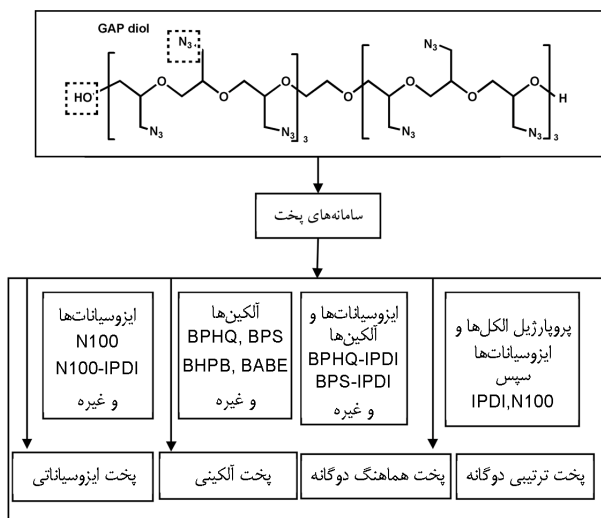 GAP diol
N₃
N₃
HO
O
O
O
O
O
O
O
H
N₃
N₃
3
N₃
N₃
3
سامانه‌های پخت
ایزوسیانات‌ها
N100
N100-IPDI
و غیره
آلکین‌ها
BPHQ, BPS
BHPB, BABE
و غیره
ایزوسیانات‌ها و
آلکین‌ها
BPHQ-IPDI
BPS-IPDI
و غیره
پروپارژیل الکل‌ها و
ایزوسیانات‌ها
سپس
IPDI,N100
پخت ایزوسیاناتی
پخت آلکینی
پخت هماهنگ دوگانه
پخت ترتیبی دوگانه